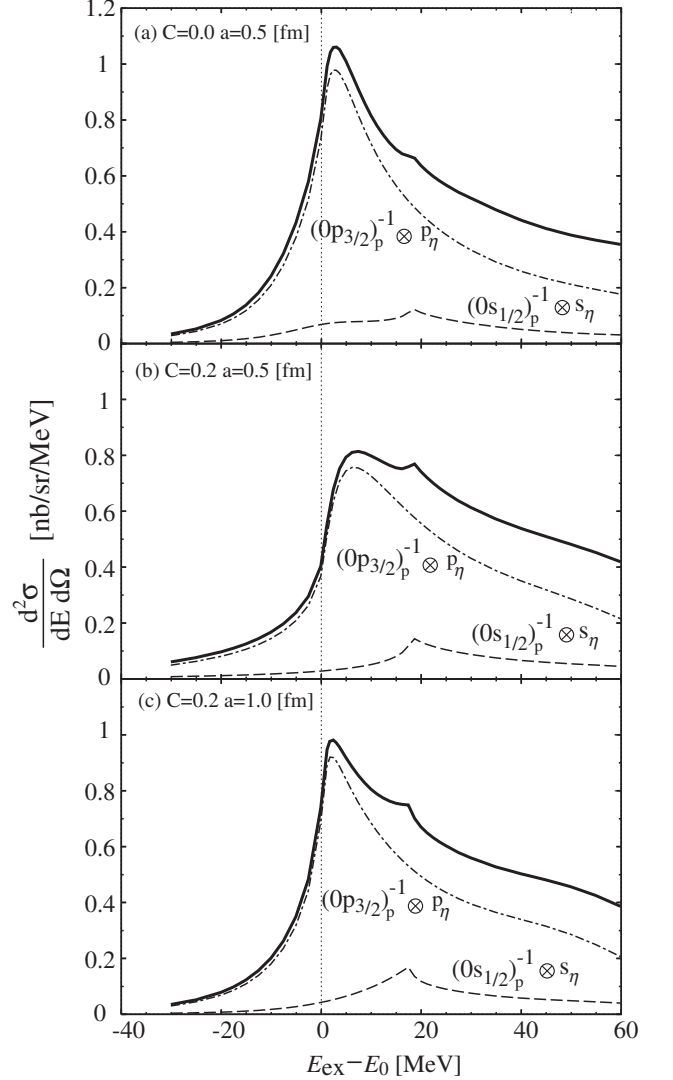 1.2
(a) C=0.0 a=0.5 [fm]
1
0.8
0.6
(0p3/2)p-1 ⊗ pη
0.4
(0s1/2)p-1 ⊗ sη
0.2
0
(b) C=0.2 a=0.5 [fm]
1
0.8
0.6
(0p3/2)p-1 ⊗ pη
0.4
(0s1/2)p-1 ⊗ sη
0.2
0
d2σ
dE dΩ
[nb/sr/MeV]
(c) C=0.2 a=1.0 [fm]
1
0.8
0.6
(0p3/2)p-1 ⊗ pη
0.4
(0s1/2)p-1 ⊗ sη
0.2
0
-40 -20 0 20 40 60
Eex−E0 [MeV]